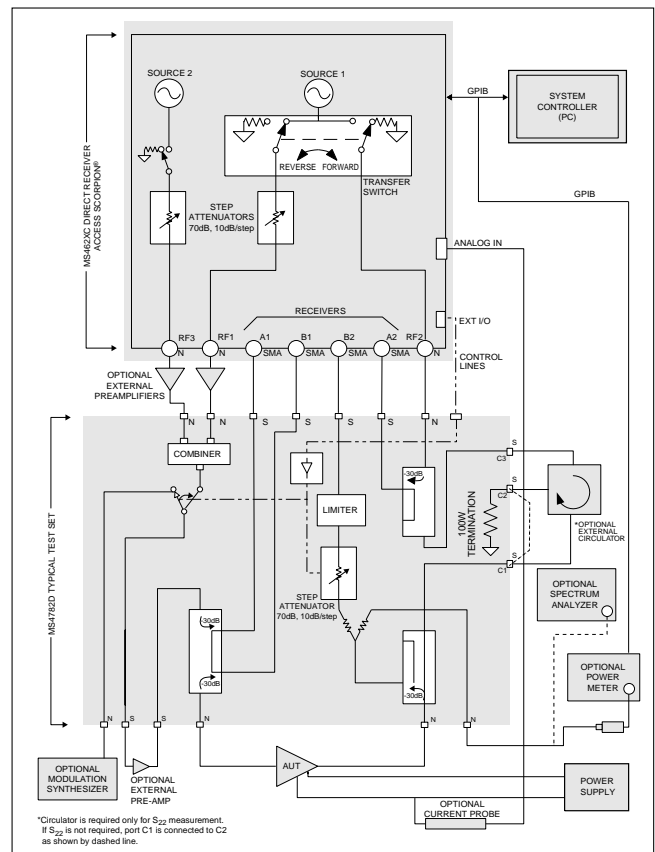 SOURCE 2
SOURCE 1
GPIB
SYSTEM
CONTROLLER
(PC)
REVERSE FORWARD
TRANSFER
SWITCH
GPIB
MS462XC DIRECT RECEIVER
ACCESS SCORPION®
STEP
ATTENUATORS
70dB, 10dB/step
ANALOG IN
RECEIVERS
EXT I/O
RF3
RF1
A1
B1
B2
A2
RF2
N
N
SMA
SMA
SMA
SMA
N
CONTROL
LINES
OPTIONAL
EXTERNAL
PREAMPLIFIERS
N
N
S
S
S
S
N
MS4782D TYPICAL TEST SET
COMBINER
-30dB
S
C3
S
C2
LIMITER
100W
TERMINATION
*OPTIONAL
EXTERNAL
CIRCULATOR
S
C1
STEP
ATTENUATOR
70dB, 10dB/step
OPTIONAL
SPECTRUM
ANALYZER
-30dB
-30dB
-30dB
OPTIONAL
POWER
METER
N
S
S
N
N
N
OPTIONAL
MODULATION
SYNTHESIZER
OPTIONAL
EXTERNAL
PRE-AMP
AUT
POWER
SUPPLY
OPTIONAL
CURRENT PROBE
*Circulator is required only for S22 measurement.
If S22 is not required, port C1 is connected to C2
as shown by dashed line.